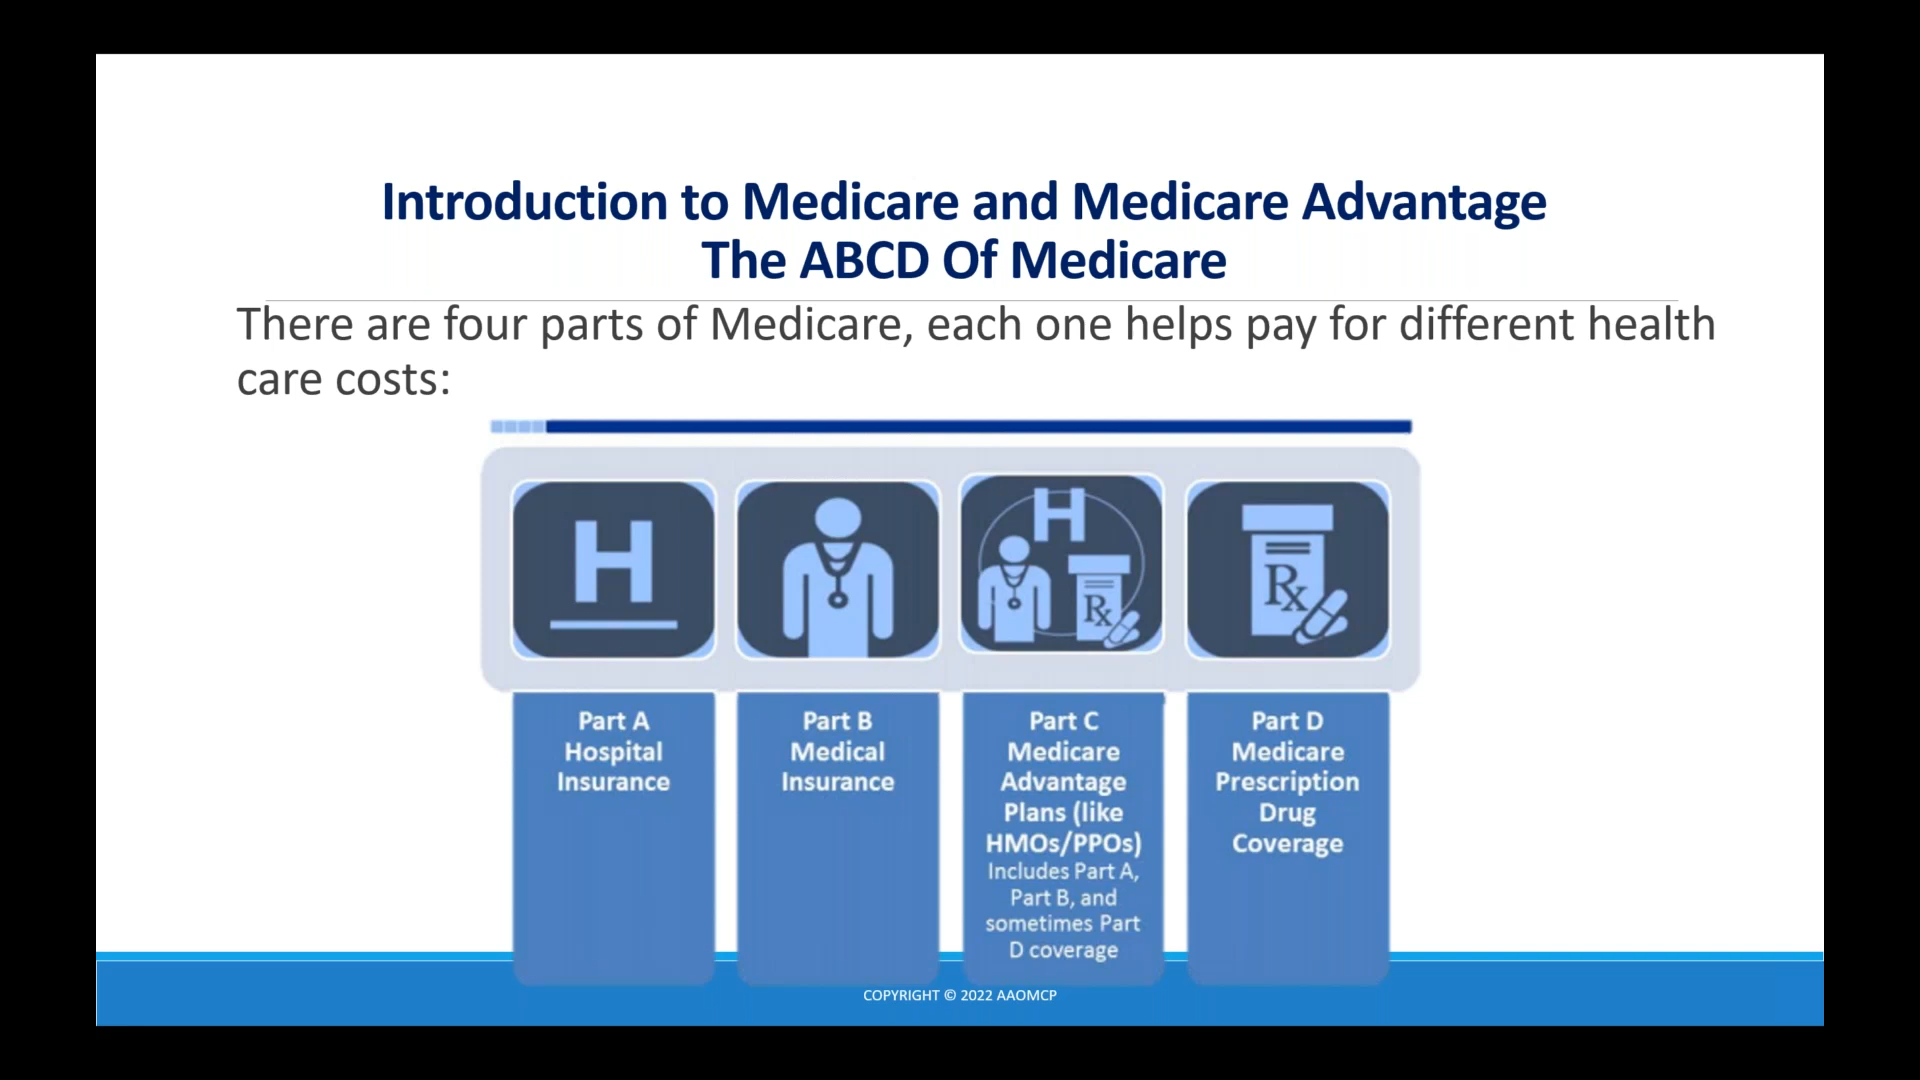 Introduction to Medicare and Medicare Advantage
The ABCD Of Medicare
There are four parts of Medicare, each one helps pay for different health
care costs:
H
H
Rx
Rx
Part A
Hospital
Insurance
Part B
Medical
Insurance
Part C
Medicare
Advantage
Plans (like
HMOs/PPOs)
Includes Part A,
Part B, and
sometimes Part
D coverage
Part D
Medicare
Prescription
Drug
Coverage
COPYRIGHT © 2022 AAOMCP